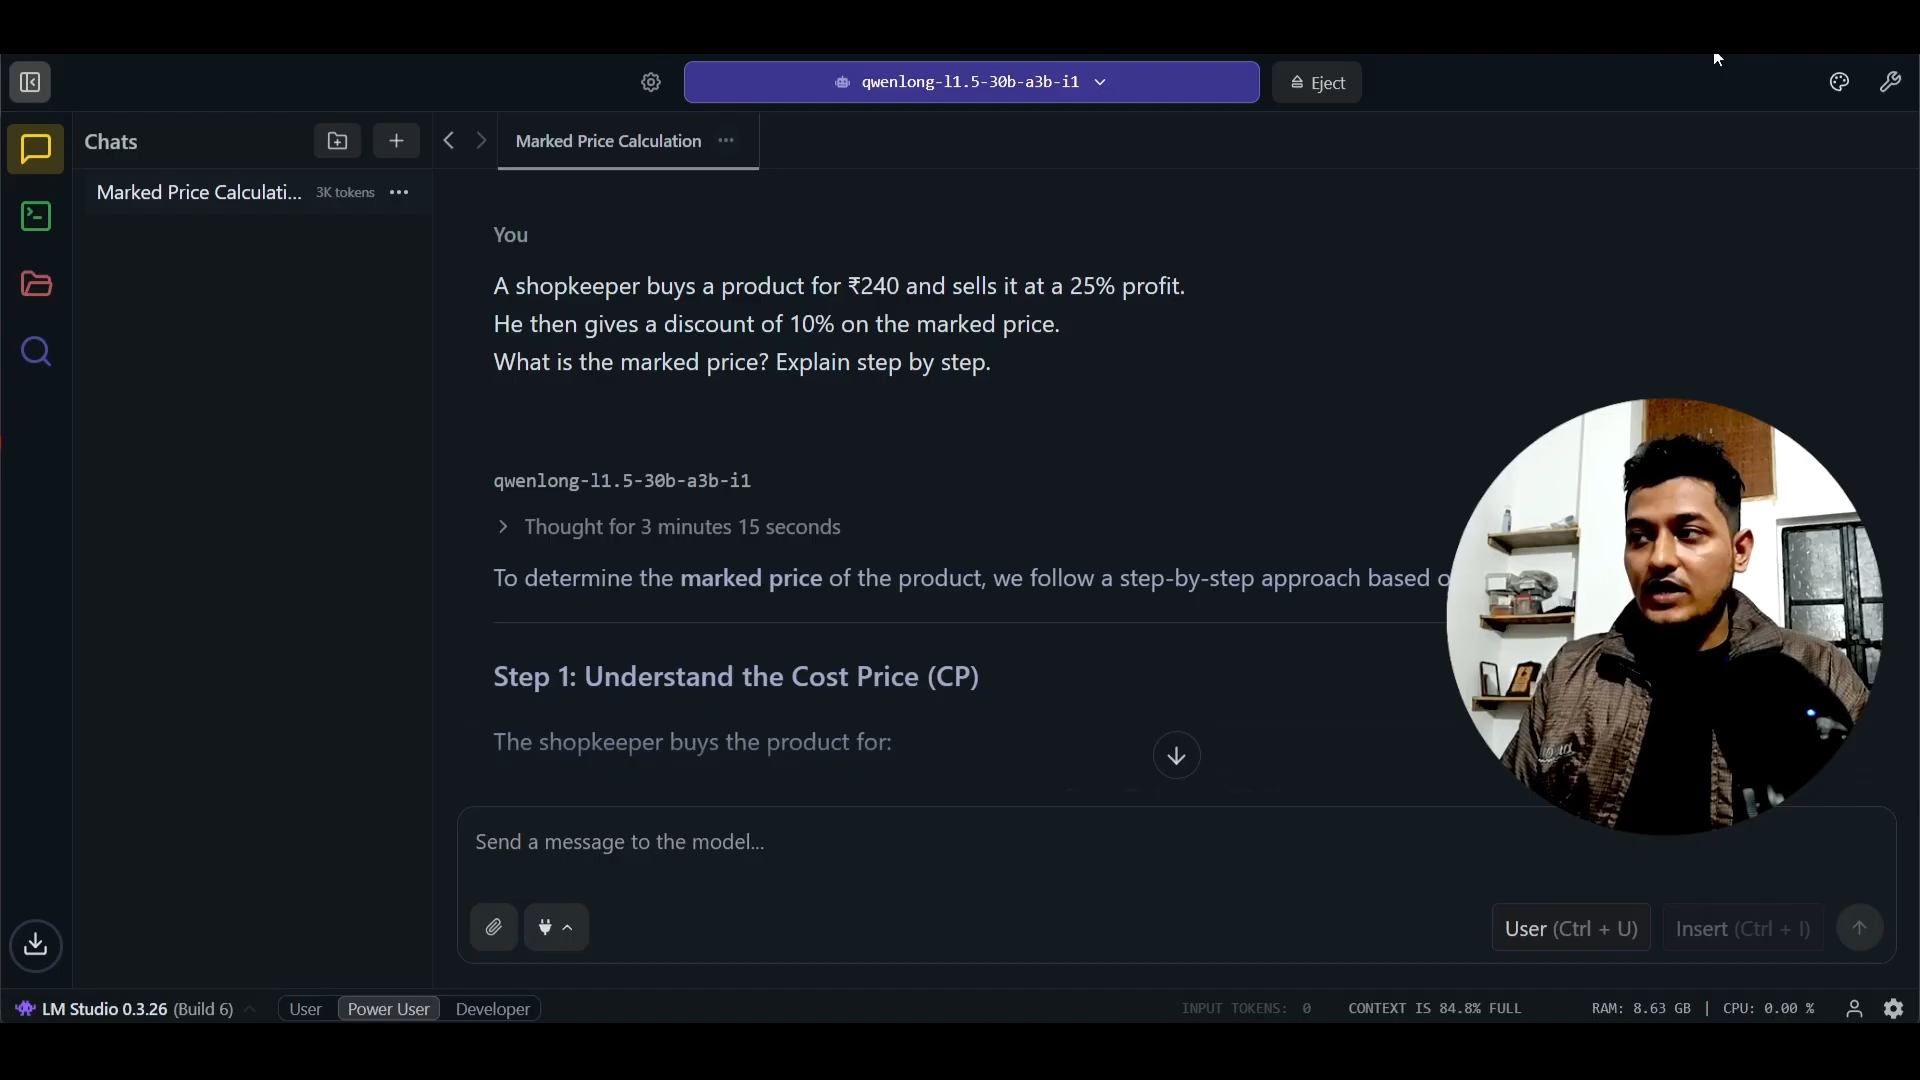 qwenlong-l1.5-30b-a3b-i1
Eject
Chats
Marked Price Calculation
Marked Price Calculati... 3K tokens
You
A shopkeeper buys a product for ₹240 and sells it at a 25% profit.
He then gives a discount of 10% on the marked price.
What is the marked price? Explain step by step.
qwenlong-l1.5-30b-a3b-i1
Thought for 3 minutes 15 seconds
To determine the marked price of the product, we follow a step-by-step approach based
Step 1: Understand the Cost Price (CP)
The shopkeeper buys the product for:
Send a message to the model...
User (Ctrl + U)
Insert (Ctrl + I)
LM Studio 0.3.26 (Build 6)
User
Power User
Developer
INPUT TOKENS: 0
CONTEXT IS 84.8% FULL
RAM: 8.63 GB | CPU: 0.00 %